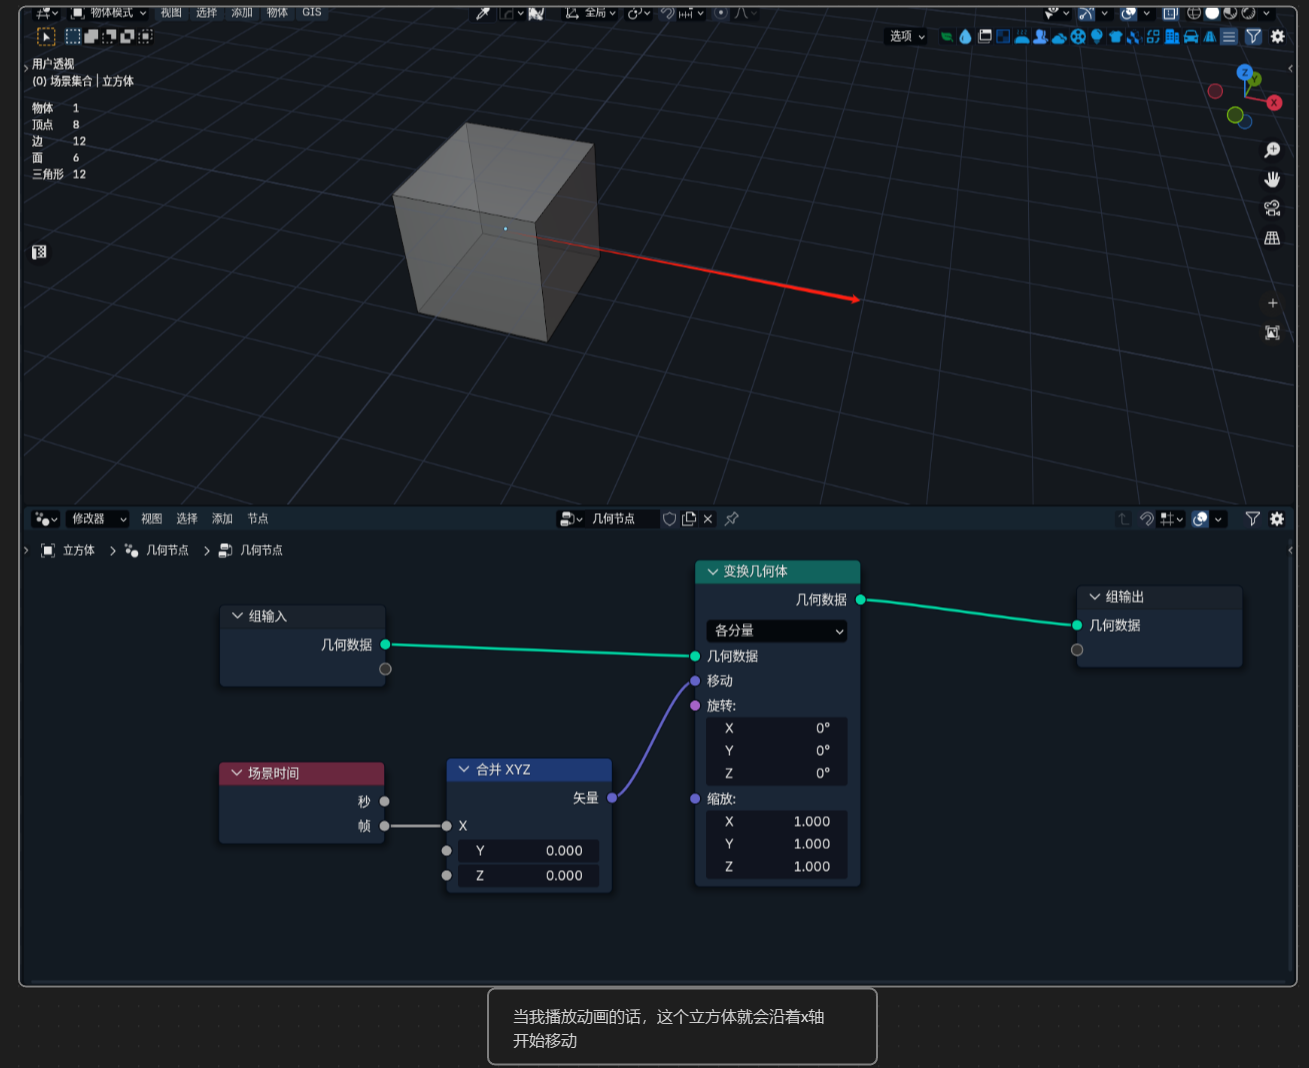 物体模式 视图 选择 添加 物体 GIS 全局
选项
用户透视
(0) 场景集合 | 立方体
物体 1
顶点 8
边 12
面 6
三角形 12
Z
Y
X
修改器 视图 选择 添加 节点 几何节点
立方体 > 几何节点 > 几何节点
组输入
几何数据
场景时间
秒
帧
合并 XYZ
矢量
X
Y 0.000
Z 0.000
变换几何体
几何数据
各分量
几何数据
移动
旋转:
X 0°
Y 0°
Z 0°
缩放:
X 1.000
Y 1.000
Z 1.000
组输出
几何数据
当我播放动画的话，这个立方体就会沿着x轴
开始移动